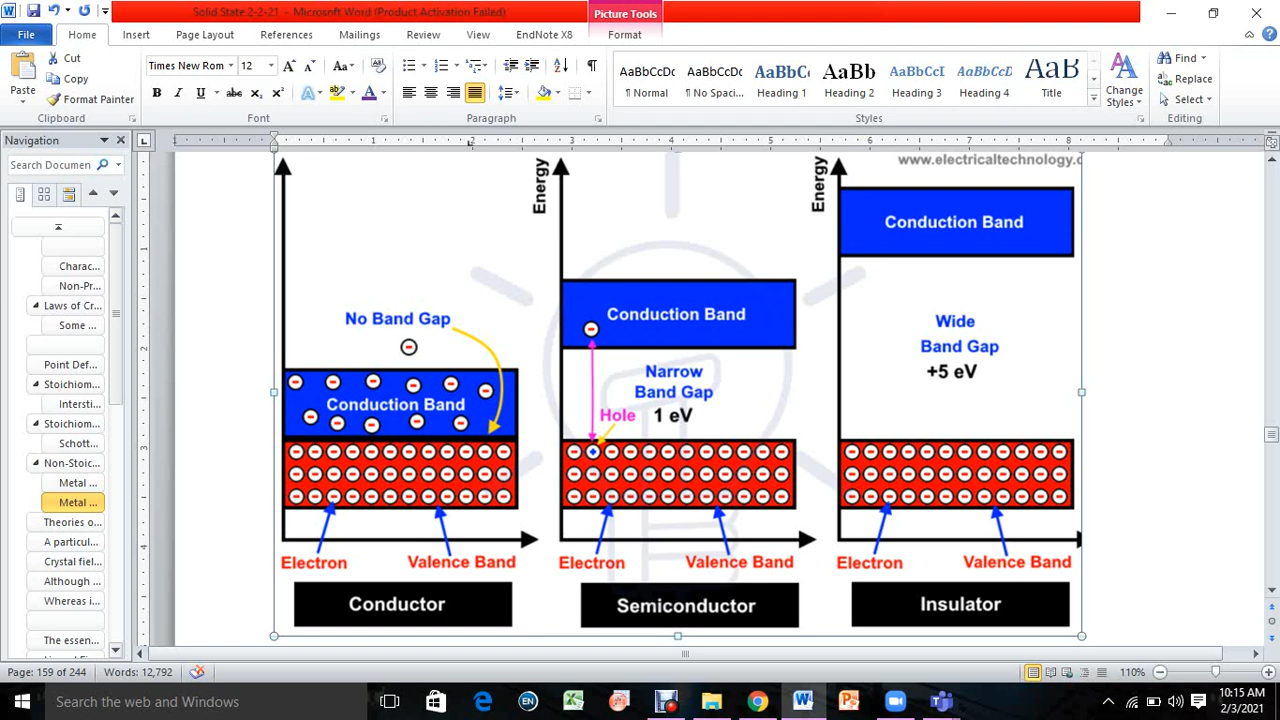 Solid State 2-2-21 - Microsoft Word (Product Activation Failed)
Picture Tools
File Home Insert Page Layout References Mailings Review View EndNote X8 Format
Paste
Cut
Copy
Format Painter
Clipboard
Times New Rom 12
Font
Paragraph
AaBbCcDc AaBbCcDc AaBbC AaBb( AaBbCcI AaBbCcI AaB
¶ Normal ¶ No Spaci... Heading 1 Heading 2 Heading 3 Heading 4 Title
Change Styles
Styles
Find
Replace
Select
Editing
Navigation
Search Documen
Charac...
Non-Pr...
Laws of Cr...
Some ...
Point Def...
Stoichiom...
Intersti...
Stoichiom...
Schott...
Non-Stoic...
Metal ...
Metal ...
Theories o...
A particul...
Crystal fiel...
Although ...
Whereas i...
The essen...
www.electricaltechnology.c
No Band Gap
Conduction Band
Electron
Valence Band
Conductor
Energy
Conduction Band
Narrow
Band Gap
1 eV
Hole
Electron
Valence Band
Semiconductor
Energy
Conduction Band
Wide
Band Gap
+5 eV
Electron
Valence Band
Insulator
Page: 159 of 244 Words: 12,792 110%
Search the web and Windows
10:15 AM
2/3/2021